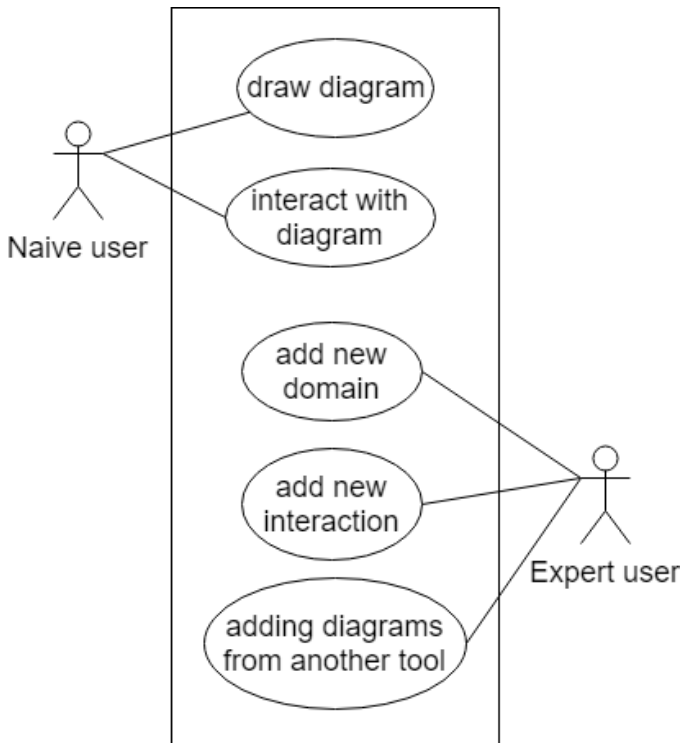 draw diagram
interact with
diagram
Naive user
add new
domain
add new
interaction
Expert user
adding diagrams
from another tool